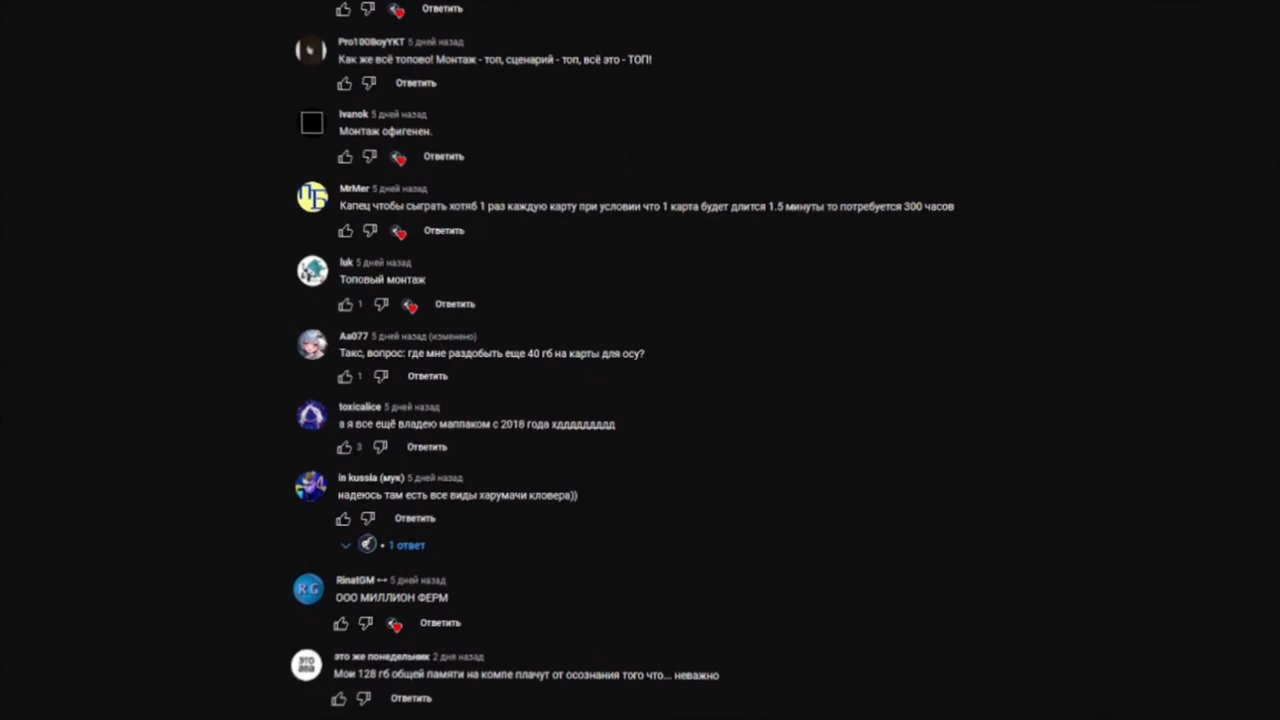 Ответить
Pro100BoyYKT 5 дней назад
Как же всё топово! Монтаж - топ, сценарий - топ, всё это - ТОП!
Ответить
Ivanok 5 дней назад
Монтаж офигенен.
Ответить
ПБ
MrMer 5 дней назад
Капец чтобы сыграть хотяб 1 раз каждую карту при условии что 1 карта будет длится 1.5 минуты то потребуется 300 часов
Ответить
luk 5 дней назад
Топовый монтаж
1 Ответить
Aa077 5 дней назад (изменено)
Такс, вопрос: где мне раздобыть еще 40 гб на карты для осу?
1 Ответить
toxicalice 5 дней назад
а я все ещё владею маппаком с 2018 года хддддддддд
3 Ответить
in kussia (мук) 5 дней назад
надеюсь там есть все виды харумачи кловера))
Ответить
• 1 ответ
RG
RinatGM ↔ 5 дней назад
ООО МИЛЛИОН ФЕРМ
Ответить
это ава
это же понедельник 2 дня назад
Мои 128 гб общей памяти на компе плачут от осознания того что... неважно
Ответить